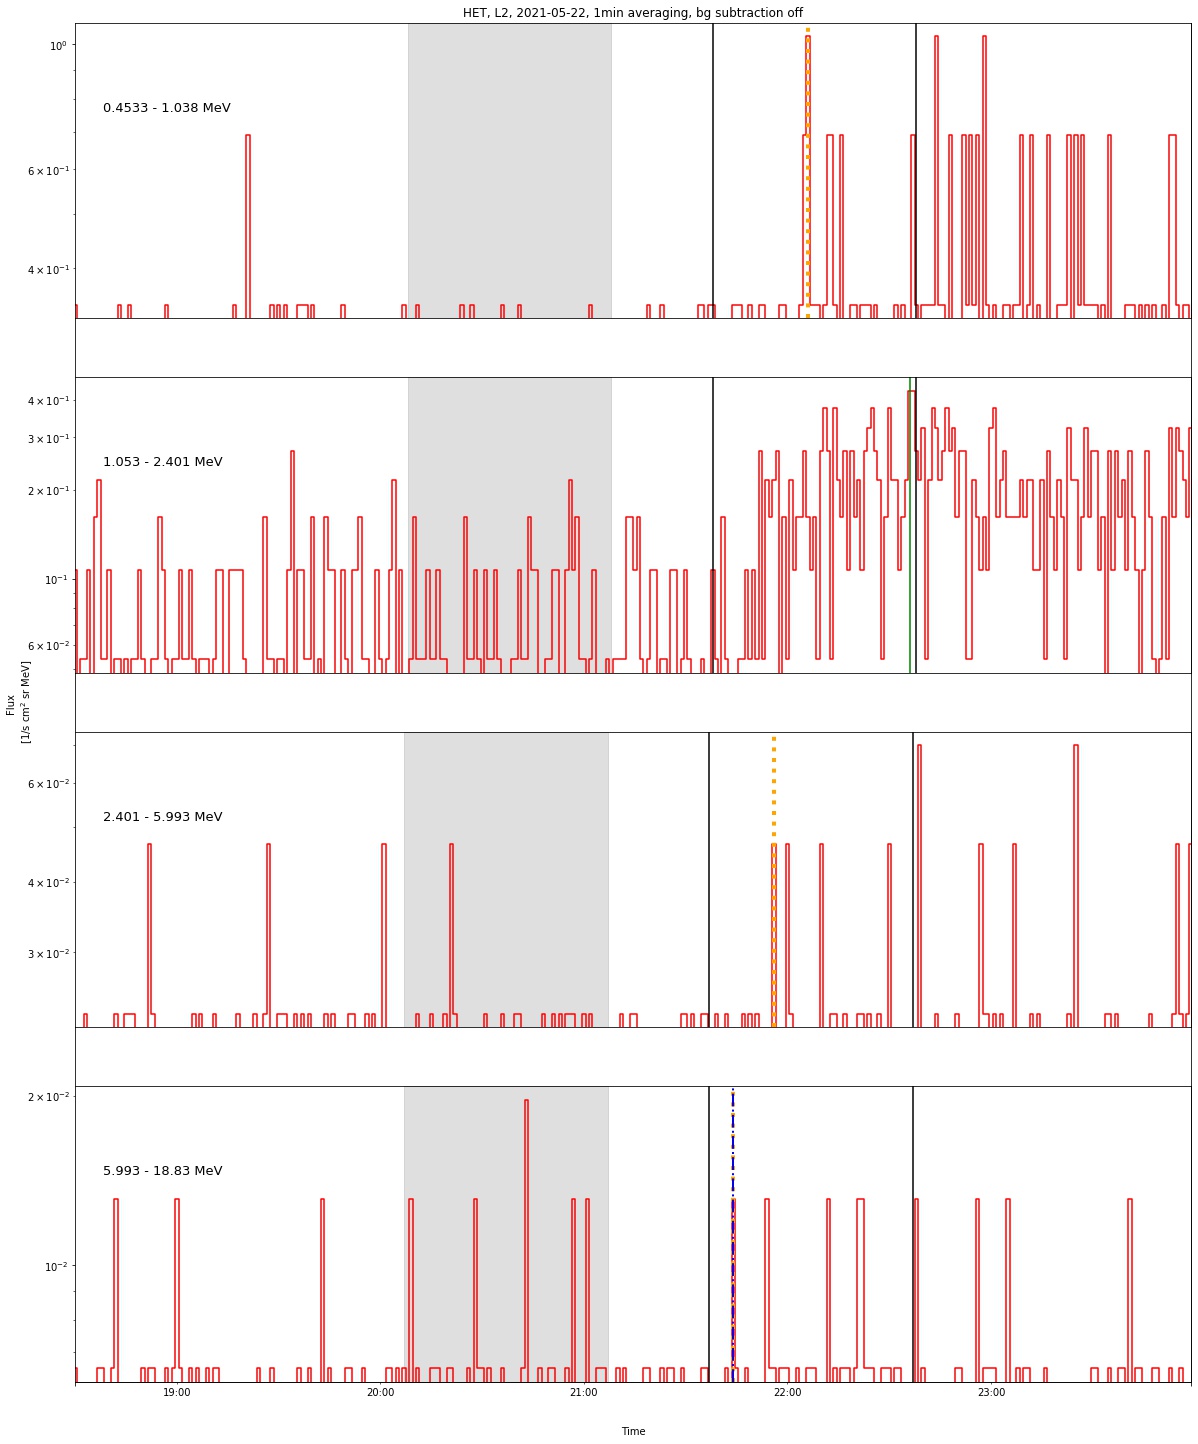 HET, L2, 2021-05-22, 1min averaging, bg subtraction off
10⁰
0.4533 - 1.038 MeV
6 × 10⁻¹
4 × 10⁻¹
4 × 10⁻¹
3 × 10⁻¹
1.053 - 2.401 MeV
2 × 10⁻¹
10⁻¹
6 × 10⁻²
Flux
[1/s cm² sr MeV]
6 × 10⁻²
2.401 - 5.993 MeV
4 × 10⁻²
3 × 10⁻²
2 × 10⁻²
5.993 - 18.83 MeV
10⁻²
19:00 20:00 21:00 22:00 23:00
Time